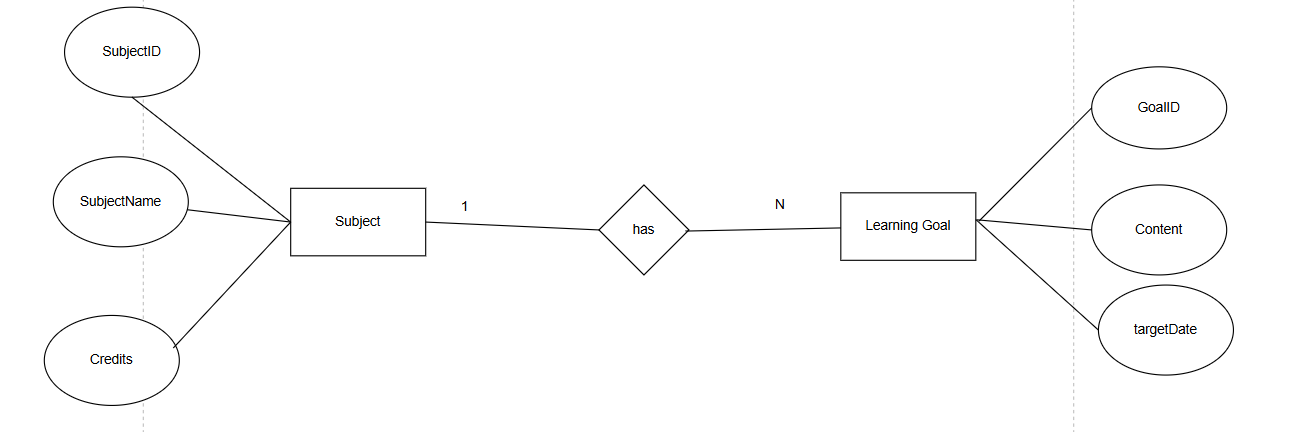 SubjectID
SubjectName
Credits
Subject
1
has
N
Learning Goal
GoalID
Content
targetDate